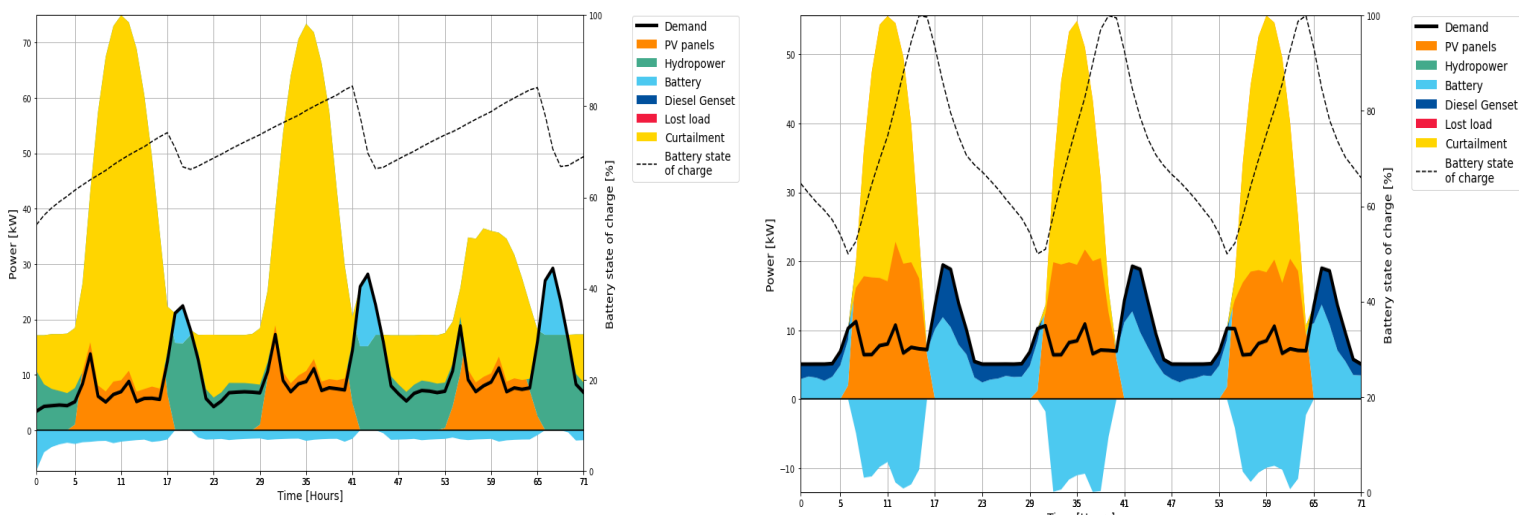 Power [kW]
70
60
50
40
30
20
10
0
0
5
11
17
23
29
35
41
47
53
59
65
71
Time [Hours]
100
80
60
40
20
0
Battery state of charge [%]
Demand
PV panels
Hydropower
Battery
Diesel Genset
Lost load
Curtailment
Battery state
of charge
Power [kW]
50
40
30
20
10
0
−10
0
5
11
17
23
29
35
41
47
53
59
65
71
100
80
60
40
20
0
Battery state of charge [%]
Demand
PV panels
Hydropower
Battery
Diesel Genset
Lost load
Curtailment
Battery state
of charge